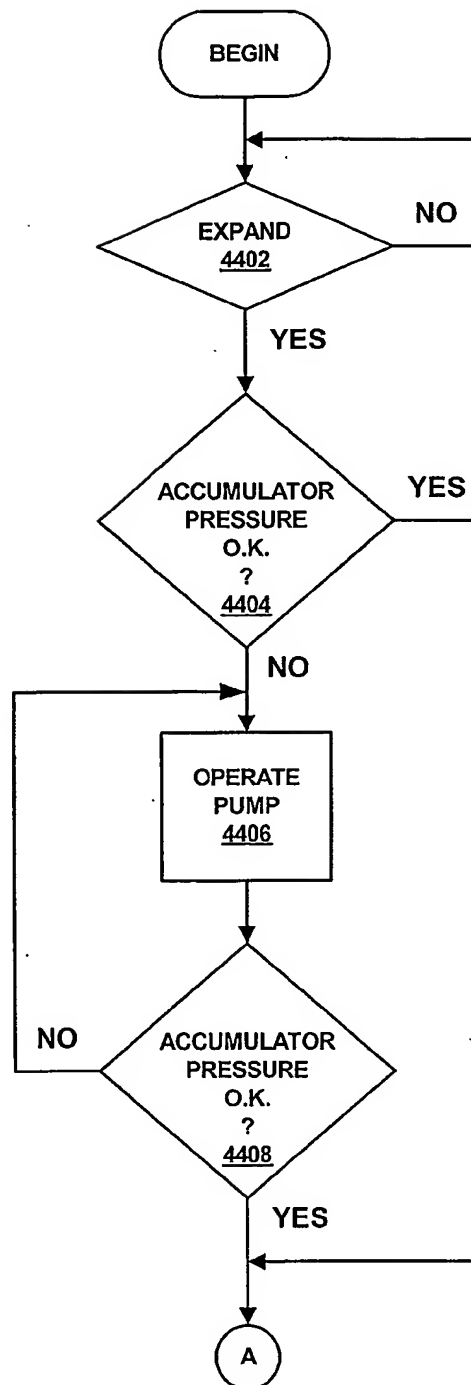 BEGIN
EXPAND
4402
NO
YES
ACCUMULATOR
PRESSURE
O.K.
?
4404
YES
NO
OPERATE
PUMP
4406
ACCUMULATOR
PRESSURE
O.K.
?
4408
NO
YES
A